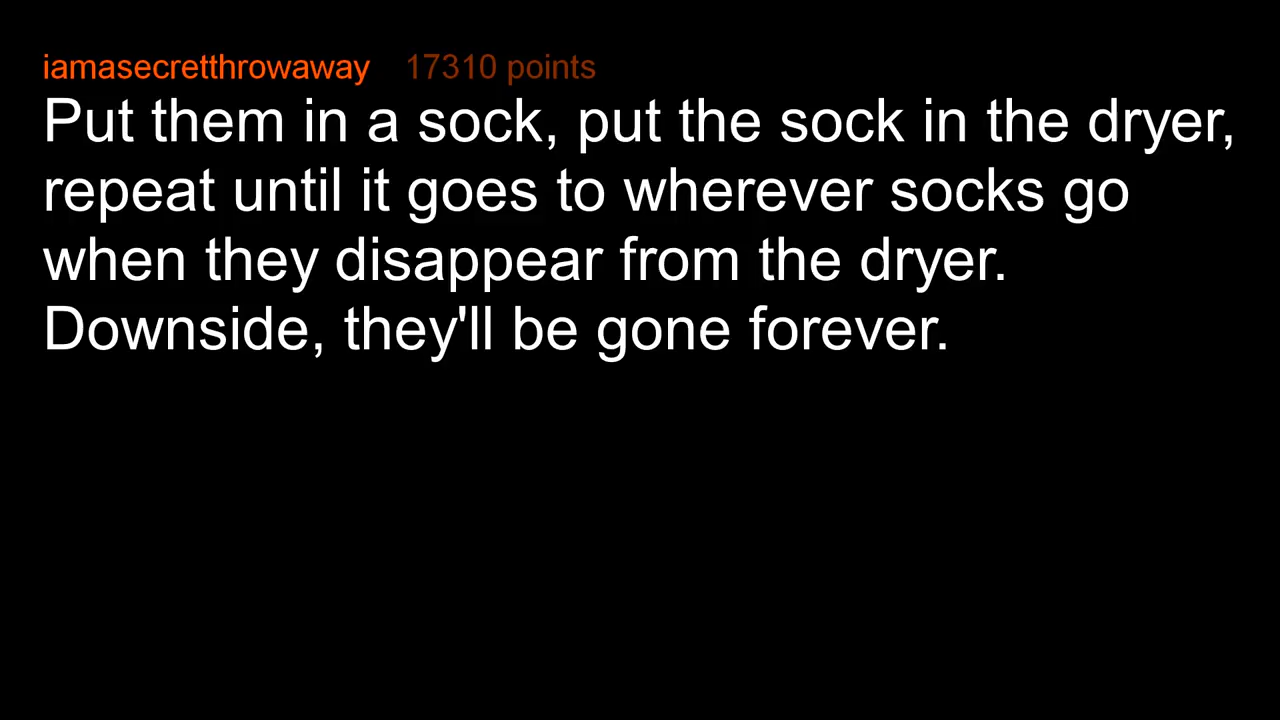 iamasecretthrowaway 17310 points
Put them in a sock, put the sock in the dryer,
repeat until it goes to wherever socks go
when they disappear from the dryer.
Downside, they'll be gone forever.